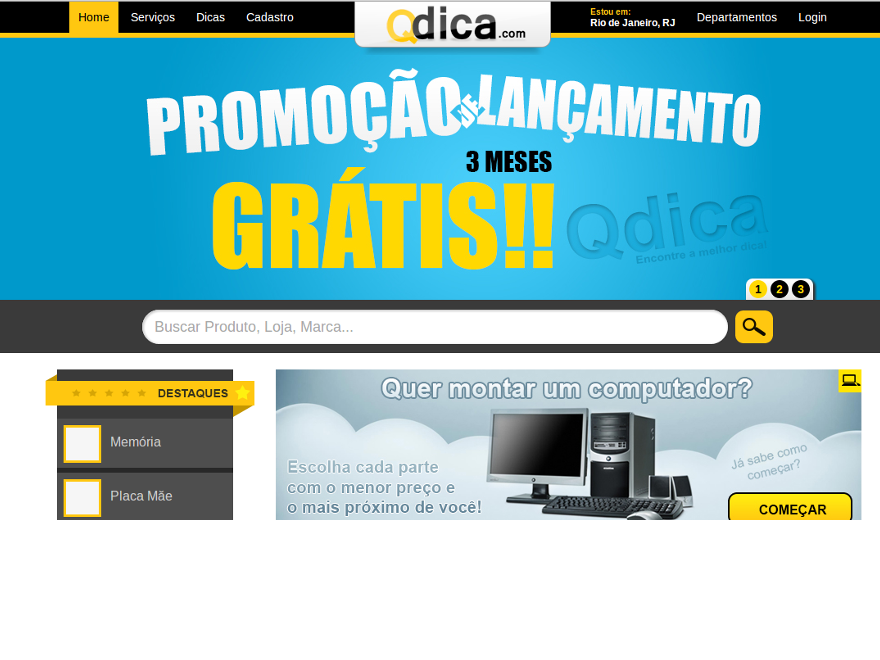 Home Serviços Dicas Cadastro
Qdica.com
Estou em:
Rio de Janeiro, RJ
Departamentos Login
PROMOÇÃO DE LANÇAMENTO
3 MESES
GRÁTIS!!
Qdica
Encontre a melhor dica!
1 2 3
Buscar Produto, Loja, Marca...
DESTAQUES
Memória
Placa Mãe
Quer montar um computador?
Escolha cada parte
com o menor preço e
o mais próximo de você!
Já sabe como
começar?
COMEÇAR